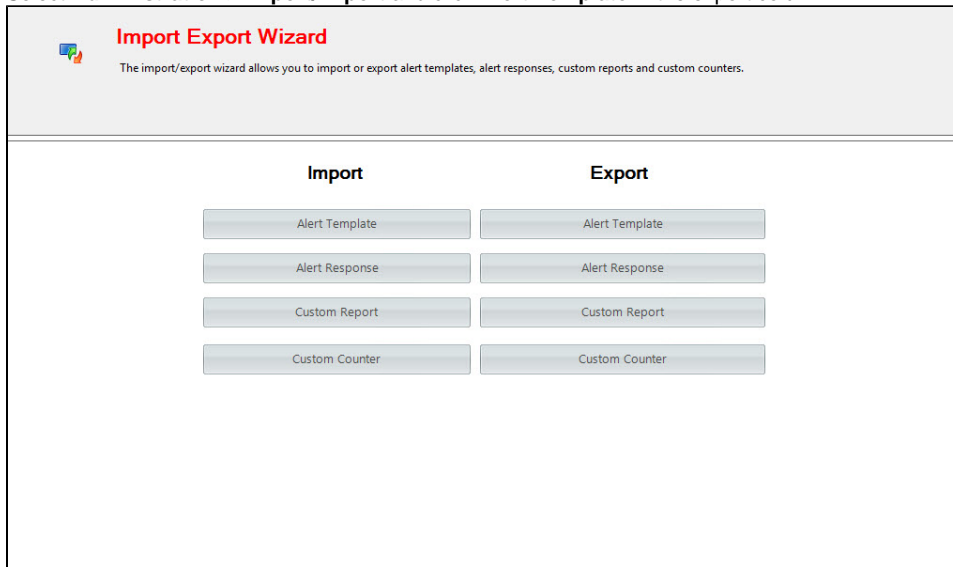 Import Export Wizard
The import/export wizard allows you to import or export alert templates, alert responses, custom reports and custom counters.
Import Export
Alert Template Alert Template
Alert Response Alert Response
Custom Report Custom Report
Custom Counter Custom Counter